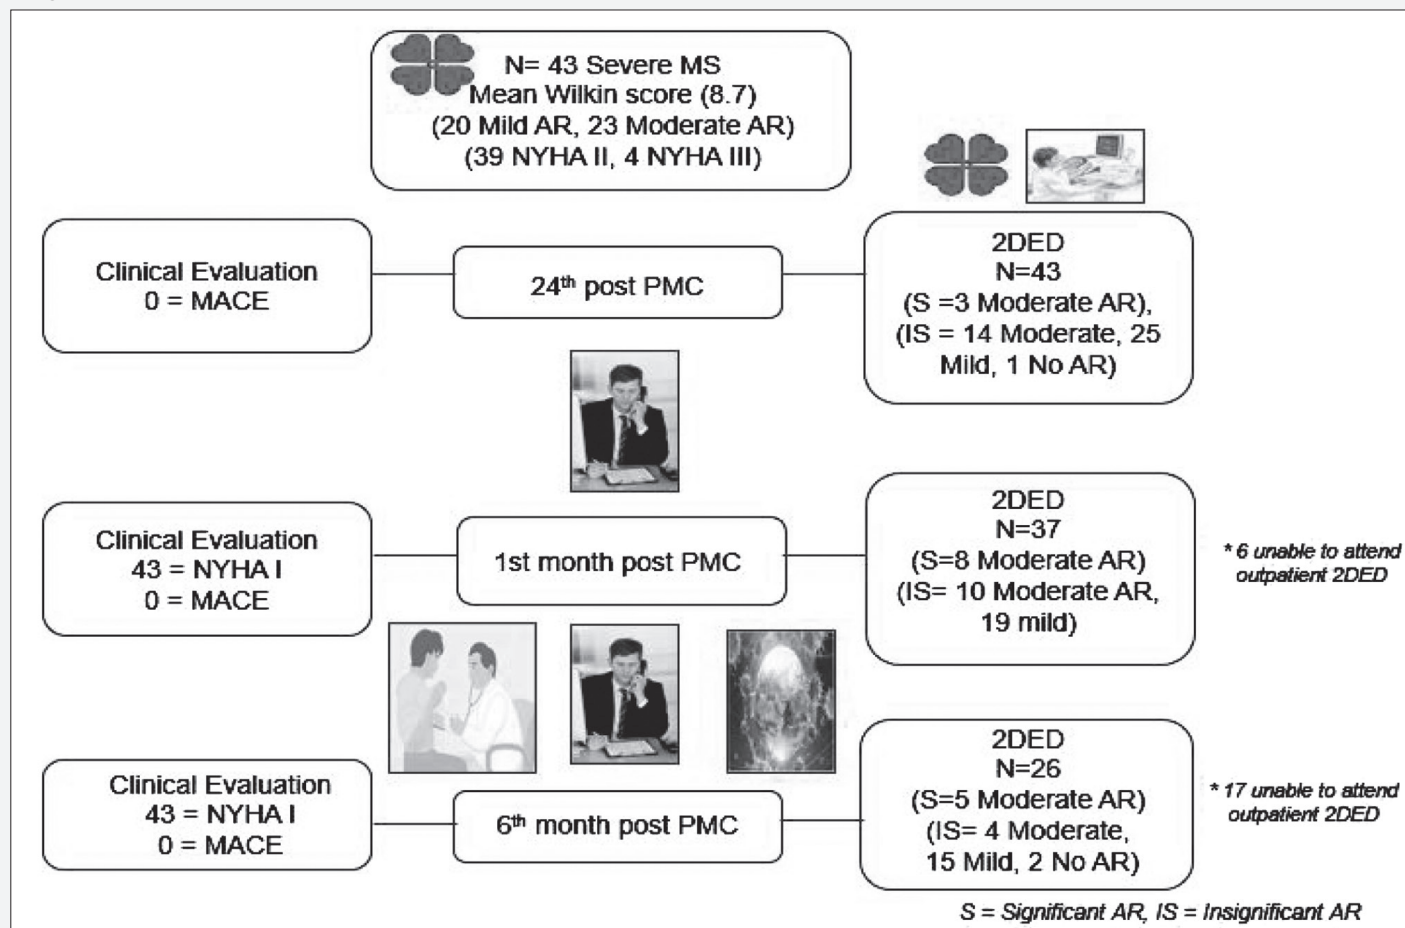 N= 43 Severe MS
Mean Wilkin score (8.7)
(20 Mild AR, 23 Moderate AR)
(39 NYHA II, 4 NYHA III)
Clinical Evaluation
0 = MACE
24th post PMC
2DED
N=43
(S =3 Moderate AR),
(IS = 14 Moderate, 25
Mild, 1 No AR)
Clinical Evaluation
43 = NYHA I
0 = MACE
1st month post PMC
2DED
N=37
(S=8 Moderate AR)
(IS= 10 Moderate AR,
19 mild)
* 6 unable to attend
outpatient 2DED
Clinical Evaluation
43 = NYHA I
0 = MACE
6th month post PMC
2DED
N=26
(S=5 Moderate AR)
(IS= 4 Moderate,
15 Mild, 2 No AR)
* 17 unable to attend
outpatient 2DED
S = Significant AR, IS = Insignificant AR